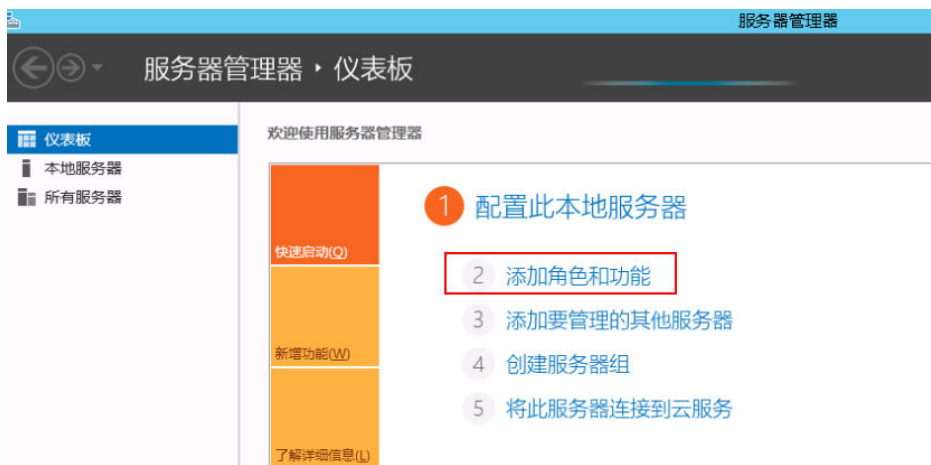 服务器管理器
服务器管理器 · 仪表板
仪表板
本地服务器
所有服务器
欢迎使用服务器管理器
快速启动(Q)
新增功能(W)
了解详细信息(L)
1 配置此本地服务器
2 添加角色和功能
3 添加要管理的其他服务器
4 创建服务器组
5 将此服务器连接到云服务